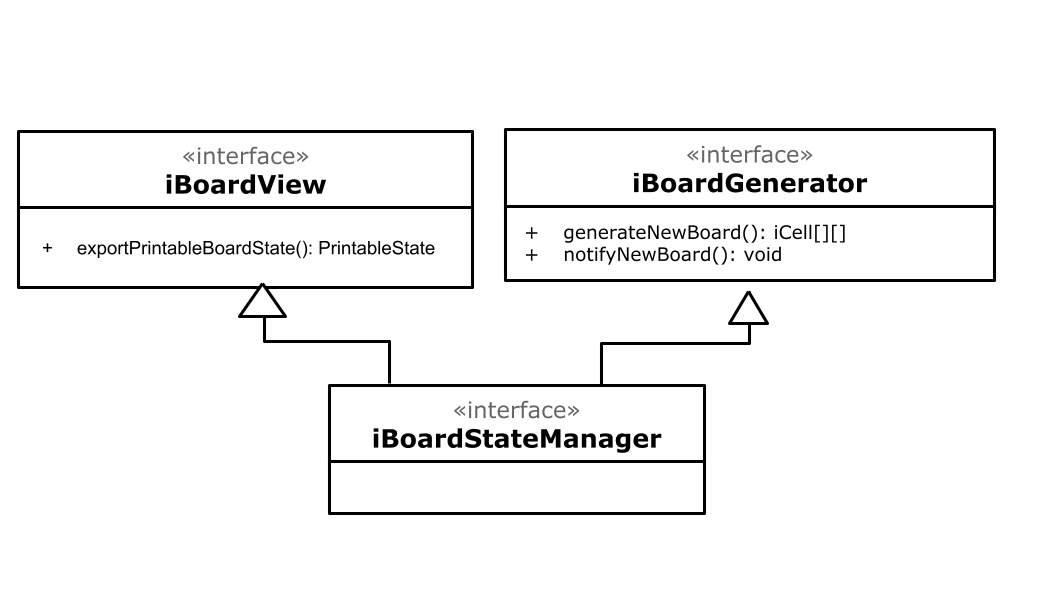 «interface»
iBoardView
+ exportPrintableBoardState(): PrintableState
«interface»
iBoardGenerator
+ generateNewBoard(): iCell[][]
+ notifyNewBoard(): void
«interface»
iBoardStateManager